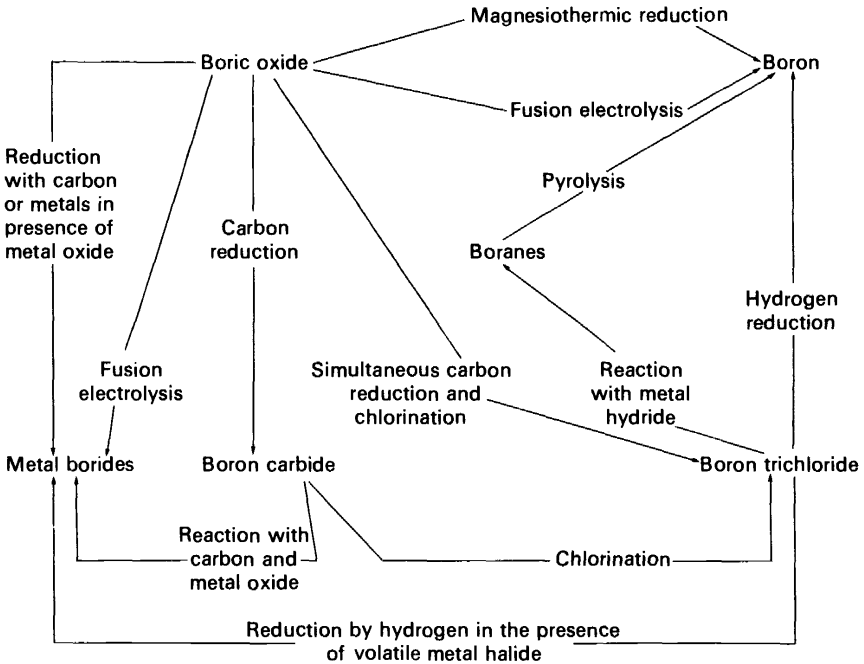 Magnesiothermic reduction
Boric oxide
Boron
Fusion electrolysis
Reduction
with carbon
or metals in
presence of
metal oxide
Pyrolysis
Carbon
reduction
Boranes
Hydrogen
reduction
Fusion
electrolysis
Simultaneous carbon
reduction and
chlorination
Reaction
with metal
hydride
Metal borides
Boron carbide
Boron trichloride
Reaction with
carbon and
metal oxide
Chlorination
Reduction by hydrogen in the presence
of volatile metal halide